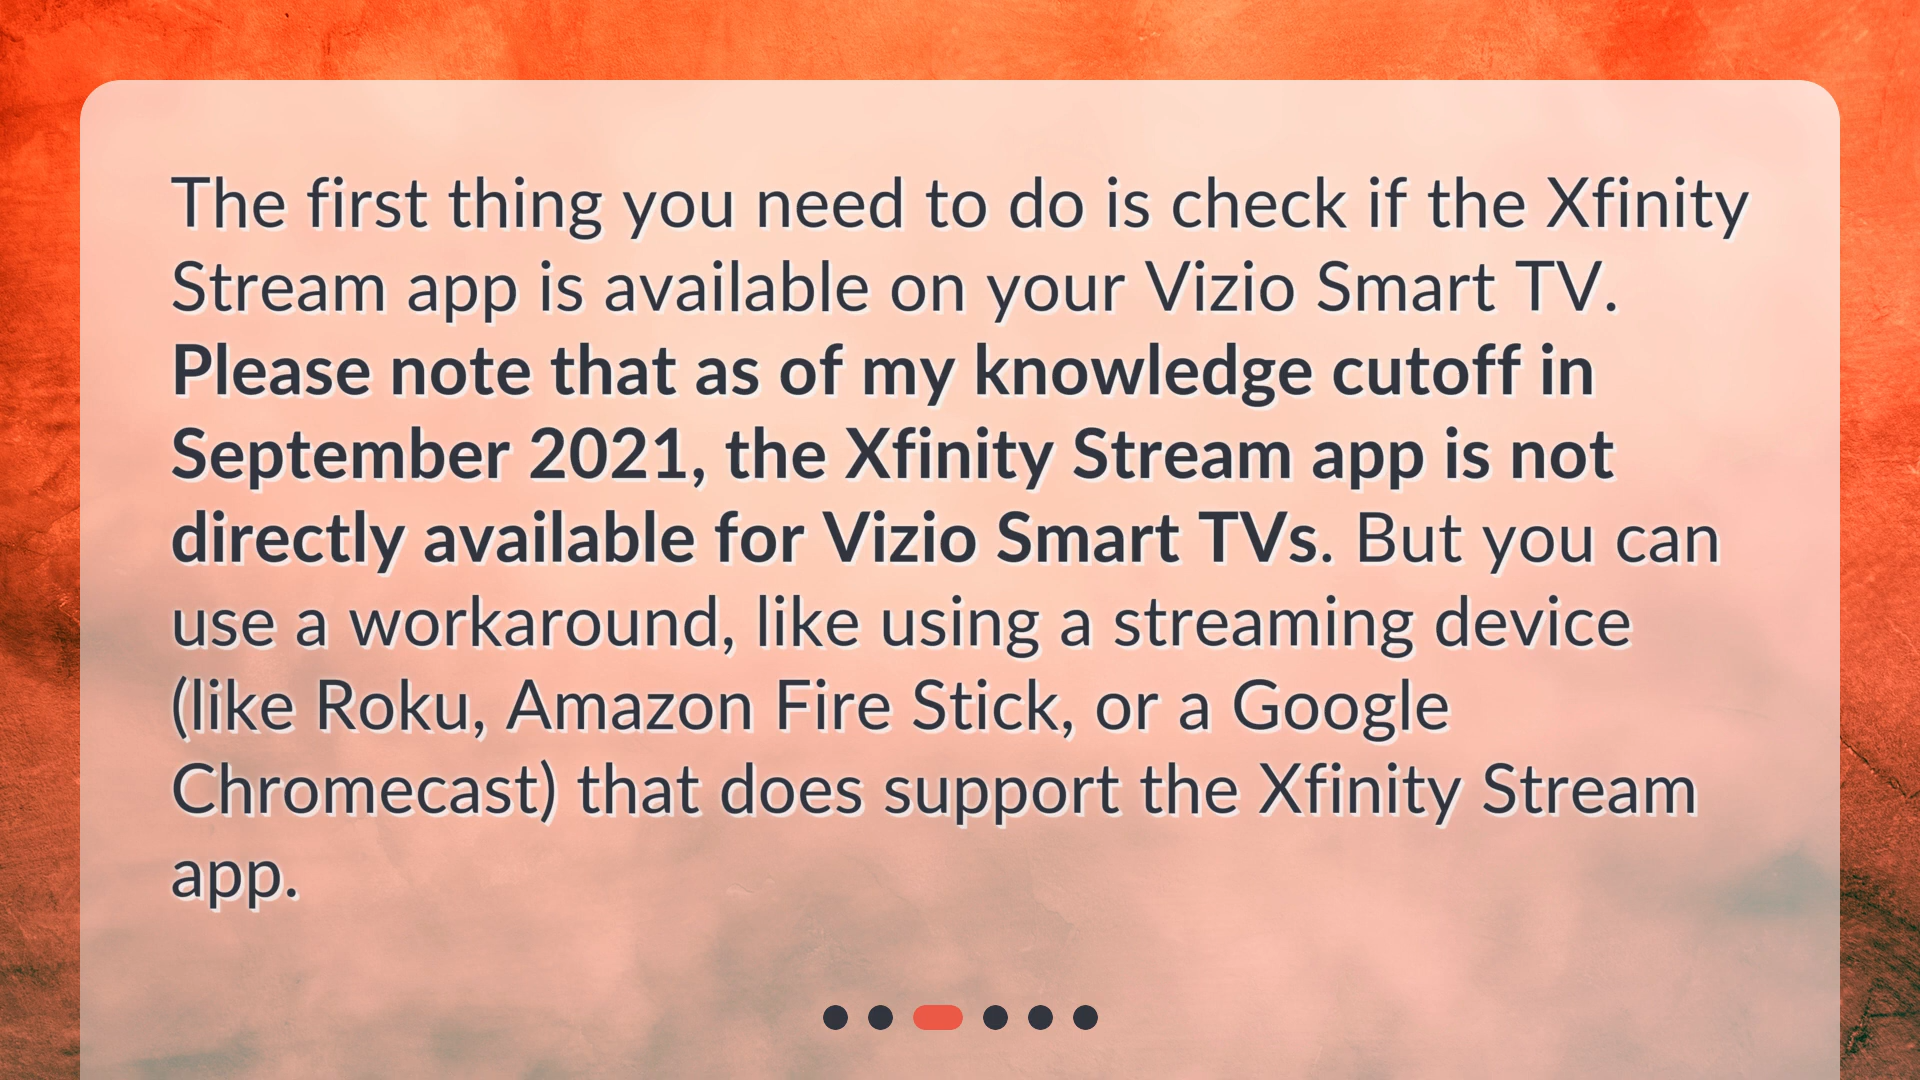 The first thing you need to do is check if the Xfinity
Stream app is available on your Vizio Smart TV.
Please note that as of my knowledge cutoff in
September 2021, the Xfinity Stream app is not
directly available for Vizio Smart TVs. But you can
use a workaround, like using a streaming device
(like Roku, Amazon Fire Stick, or a Google
Chromecast) that does support the Xfinity Stream
app.